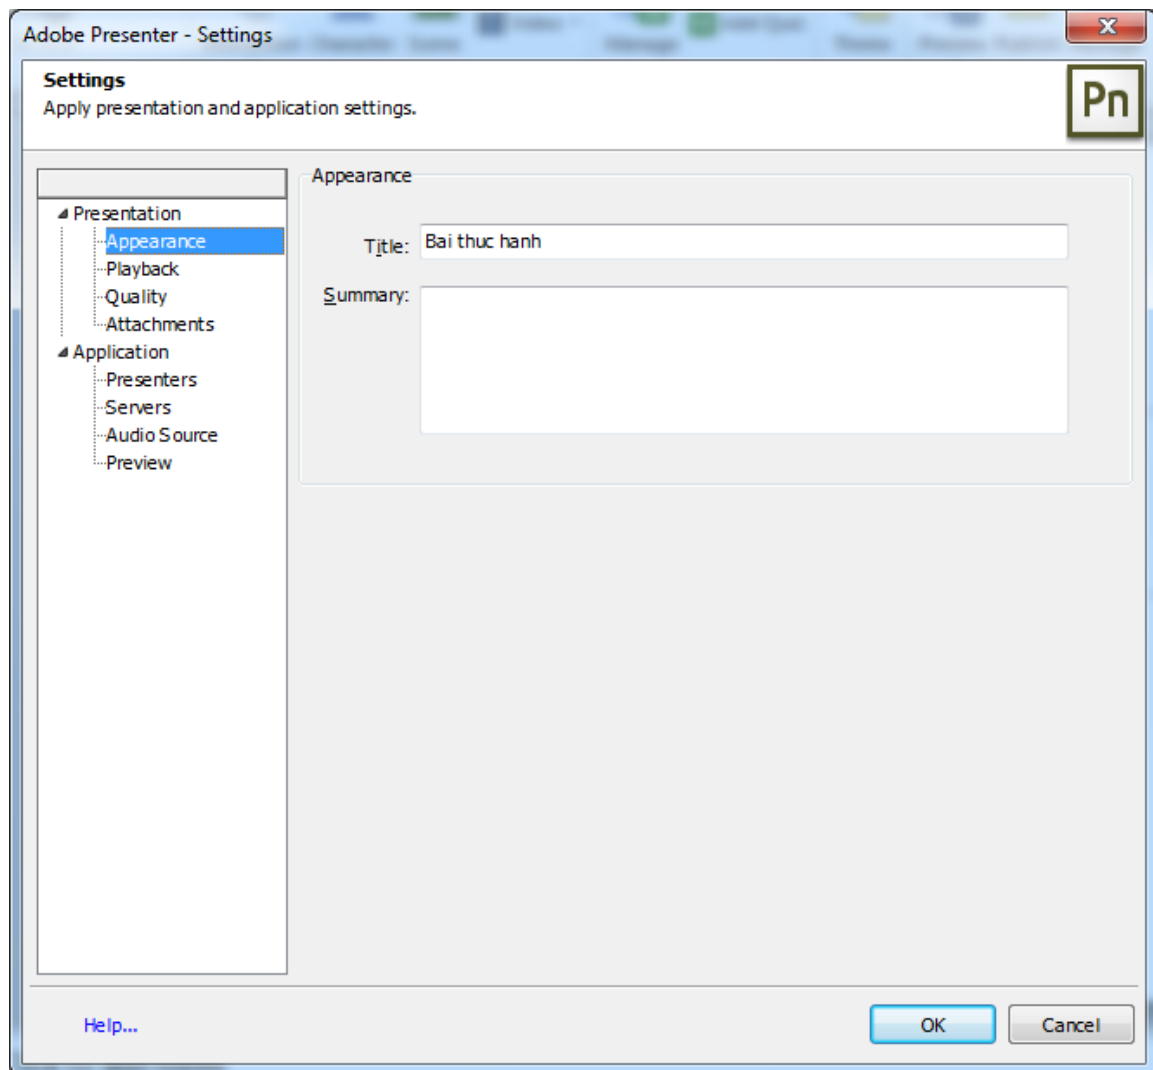 Adobe Presenter - Settings
Settings
Apply presentation and application settings.
Pn
Presentation
Appearance
Playback
Quality
Attachments
Application
Presenters
Servers
Audio Source
Preview
Appearance
Title: Bai thuc hanh
Summary:
Help...
OK Cancel